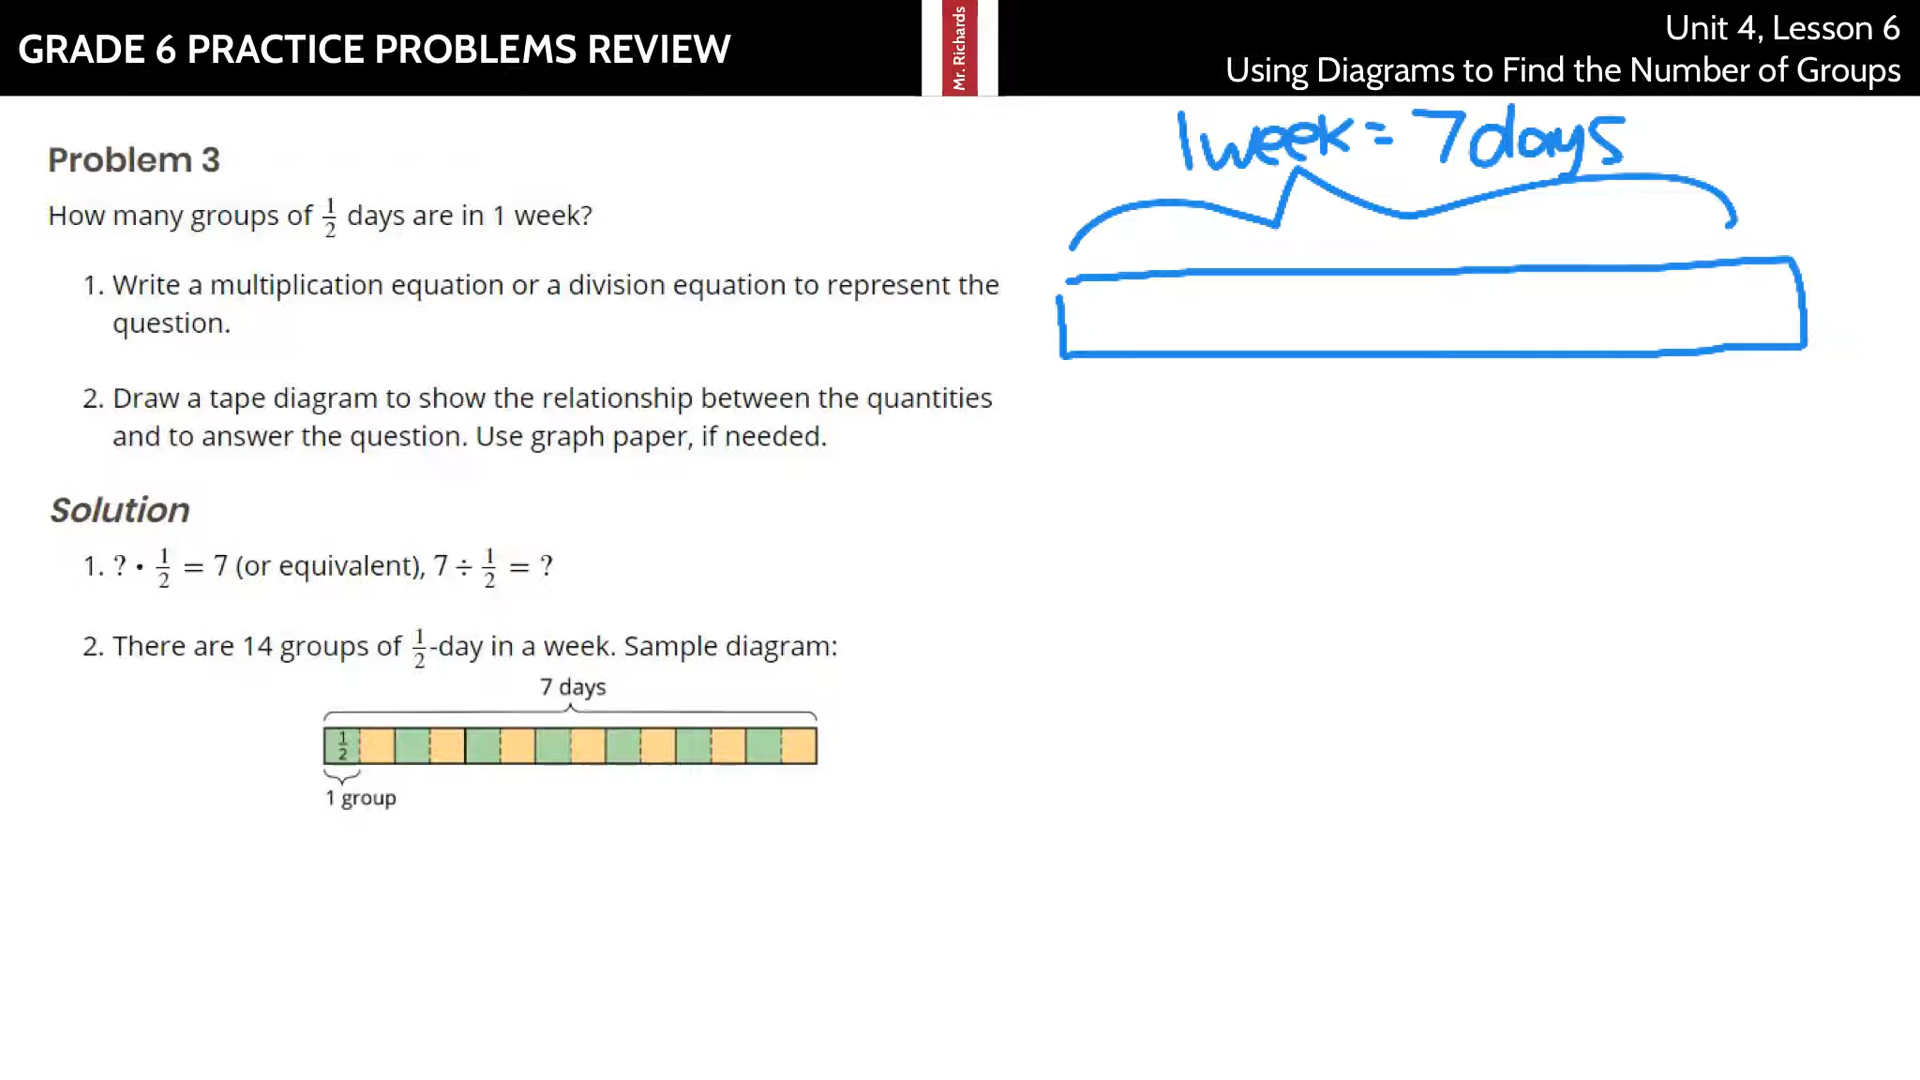 GRADE 6 PRACTICE PROBLEMS REVIEW
Mr. Richards
Unit 4, Lesson 6
Using Diagrams to Find the Number of Groups
1 week = 7 days
Problem 3
How many groups of 1/2 days are in 1 week?
1. Write a multiplication equation or a division equation to represent the
question.
2. Draw a tape diagram to show the relationship between the quantities
and to answer the question. Use graph paper, if needed.
Solution
1. ? · 1/2 = 7 (or equivalent), 7 ÷ 1/2 = ?
2. There are 14 groups of 1/2-day in a week. Sample diagram:
7 days
1/2
1 group